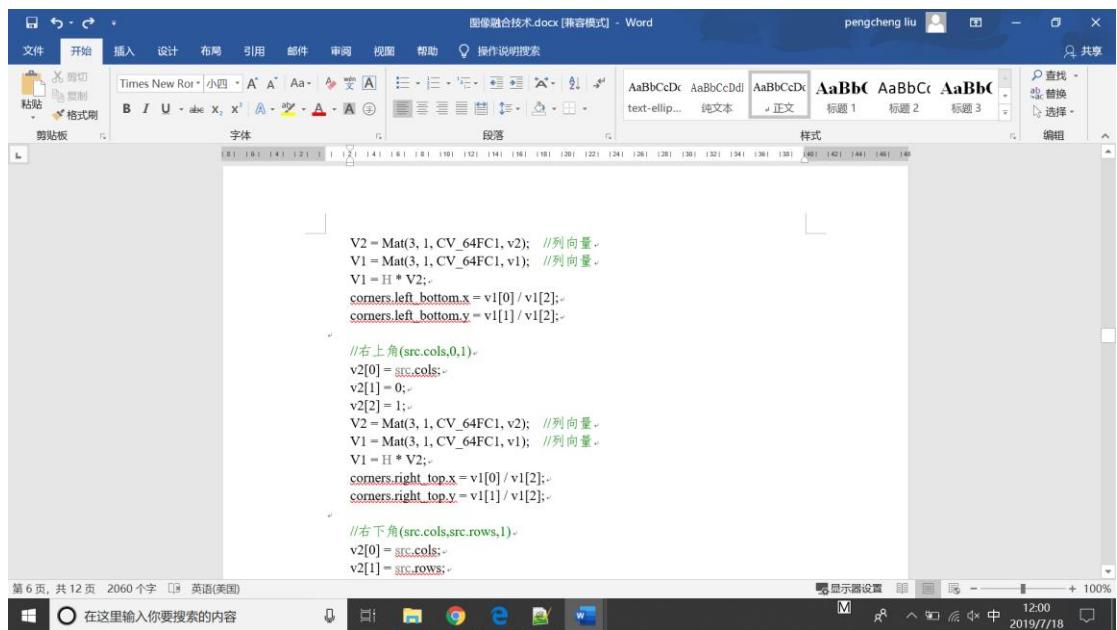 图像融合技术.docx [兼容模式] - Word
pengcheng liu
文件 开始 插入 设计 布局 引用 邮件 审阅 视图 帮助 操作说明搜索 共享
粘贴
剪切
复制
格式刷
剪贴板
Times New Ror 小四
字体
段落
AaBbCcDc AaBbCcDdl AaBbCcDc AaBb( AaBbCc AaBb(
text-ellip... 纯文本 正文 标题 1 标题 2 标题 3
样式
查找
替换
选择
编辑
V2 = Mat(3, 1, CV_64FC1, v2); //列向量
V1 = Mat(3, 1, CV_64FC1, v1); //列向量
V1 = H * V2;
corners.left_bottom.x = v1[0] / v1[2];
corners.left_bottom.y = v1[1] / v1[2];
//右上角(src.cols,0,1)
v2[0] = src.cols;
v2[1] = 0;
v2[2] = 1;
V2 = Mat(3, 1, CV_64FC1, v2); //列向量
V1 = Mat(3, 1, CV_64FC1, v1); //列向量
V1 = H * V2;
corners.right_top.x = v1[0] / v1[2];
corners.right_top.y = v1[1] / v1[2];
//右下角(src.cols,src.rows,1)
v2[0] = src.cols;
v2[1] = src.rows;
第 6 页, 共 12 页 2060 个字 英语(美国) 显示器设置 100%
在这里输入你要搜索的内容
中 12:00
2019/7/18